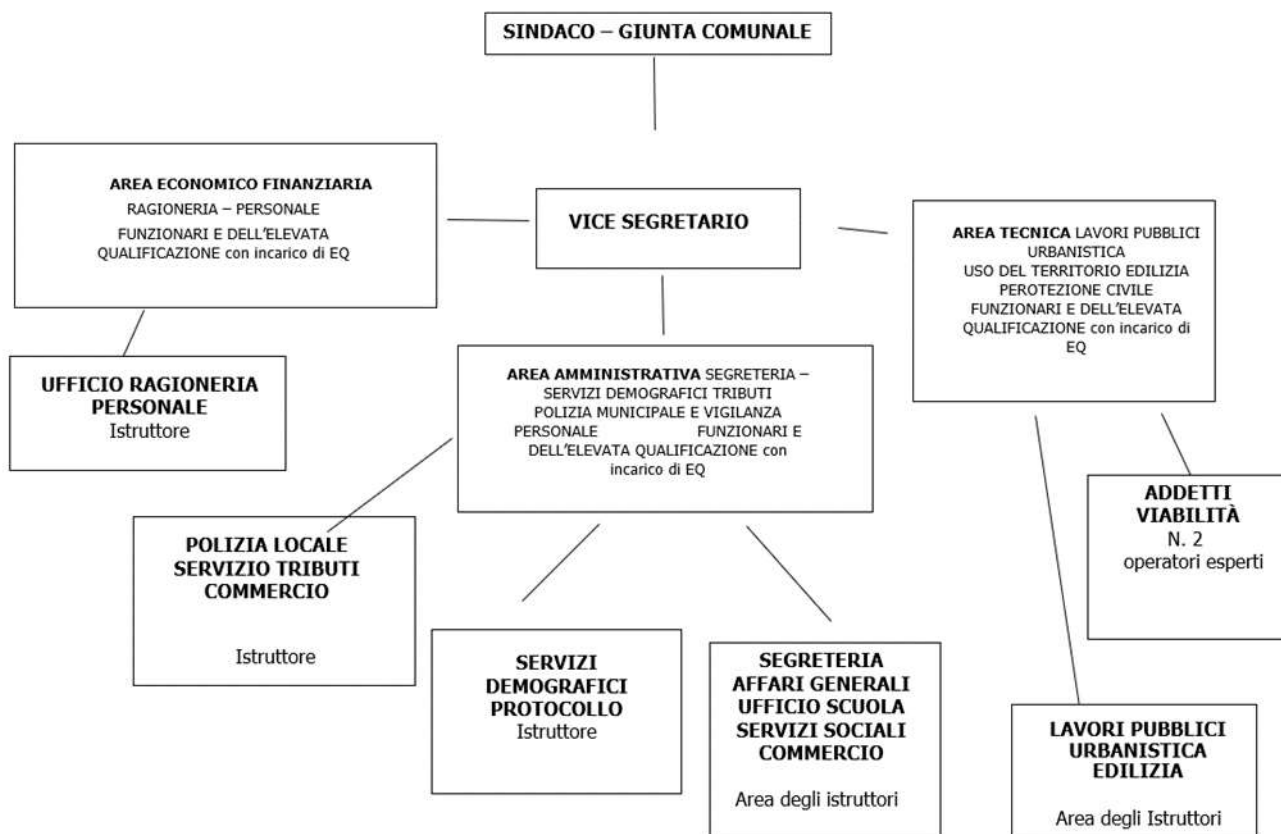 SINDACO – GIUNTA COMUNALE
AREA ECONOMICO FINANZIARIA
RAGIONERIA – PERSONALE
FUNZIONARI E DELL’ELEVATA
QUALIFICAZIONE con incarico di EQ
VICE SEGRETARIO
AREA TECNICA LAVORI PUBBLICI
URBANISTICA
USO DEL TERRITORIO EDILIZIA
PEROTEZIONE CIVILE
FUNZIONARI E DELL’ELEVATA
QUALIFICAZIONE con incarico di
EQ
UFFICIO RAGIONERIA
PERSONALE
Istruttore
AREA AMMINISTRATIVA SEGRETERIA –
SERVIZI DEMOGRAFICI TRIBUTI
POLIZIA MUNICIPALE E VIGILANZA
PERSONALE FUNZIONARI E
DELL’ELEVATA QUALIFICAZIONE con
incarico di EQ
ADDETTI
VIABILITÀ
N. 2
operatori esperti
POLIZIA LOCALE
SERVIZIO TRIBUTI
COMMERCIO
Istruttore
SERVIZI
DEMOGRAFICI
PROTOCOLLO
Istruttore
SEGRETERIA
AFFARI GENERALI
UFFICIO SCUOLA
SERVIZI SOCIALI
COMMERCIO
Area degli istruttori
LAVORI PUBBLICI
URBANISTICA
EDILIZIA
Area degli Istruttori